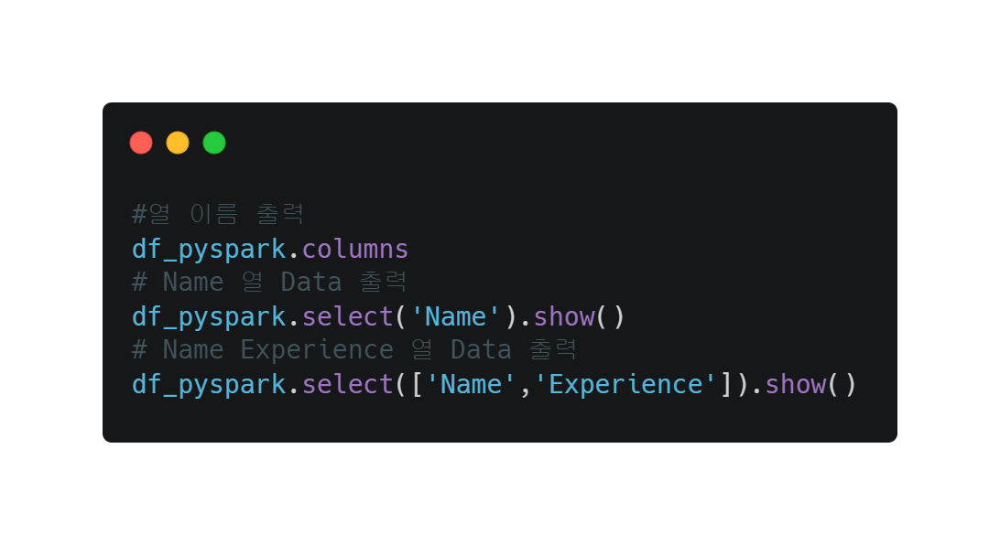 #열 이름 출력
df_pyspark.columns
# Name 열 Data 출력
df_pyspark.select('Name').show()
# Name Experience 열 Data 출력
df_pyspark.select(['Name','Experience']).show()